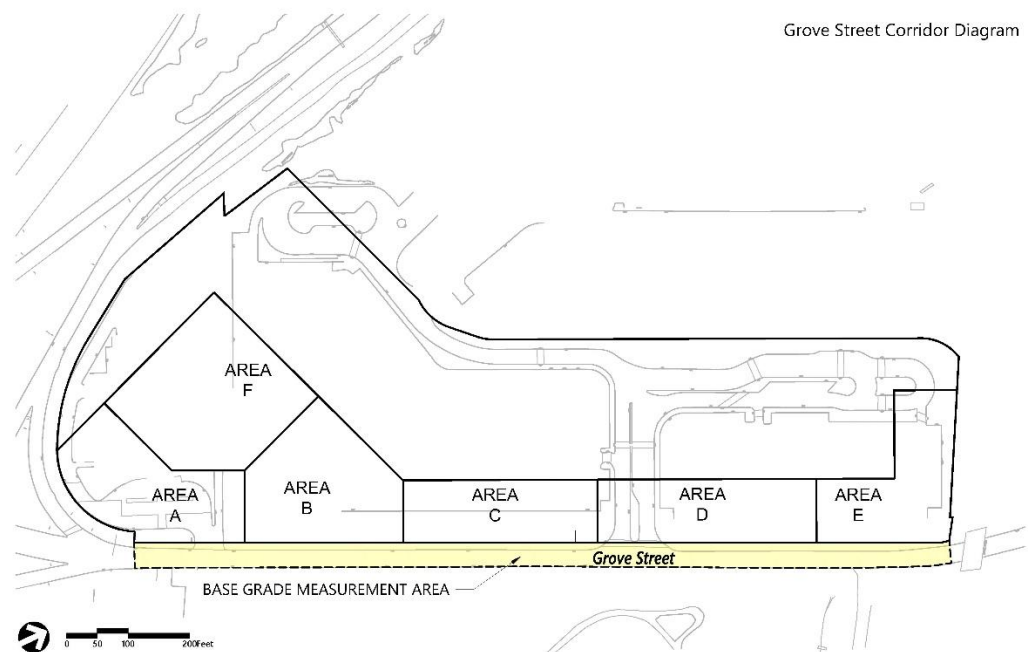 Grove Street Corridor Diagram
AREA
F
AREA
A
AREA
B
AREA
C
AREA
D
AREA
E
Grove Street
BASE GRADE MEASUREMENT AREA
0 50 100 200Feet